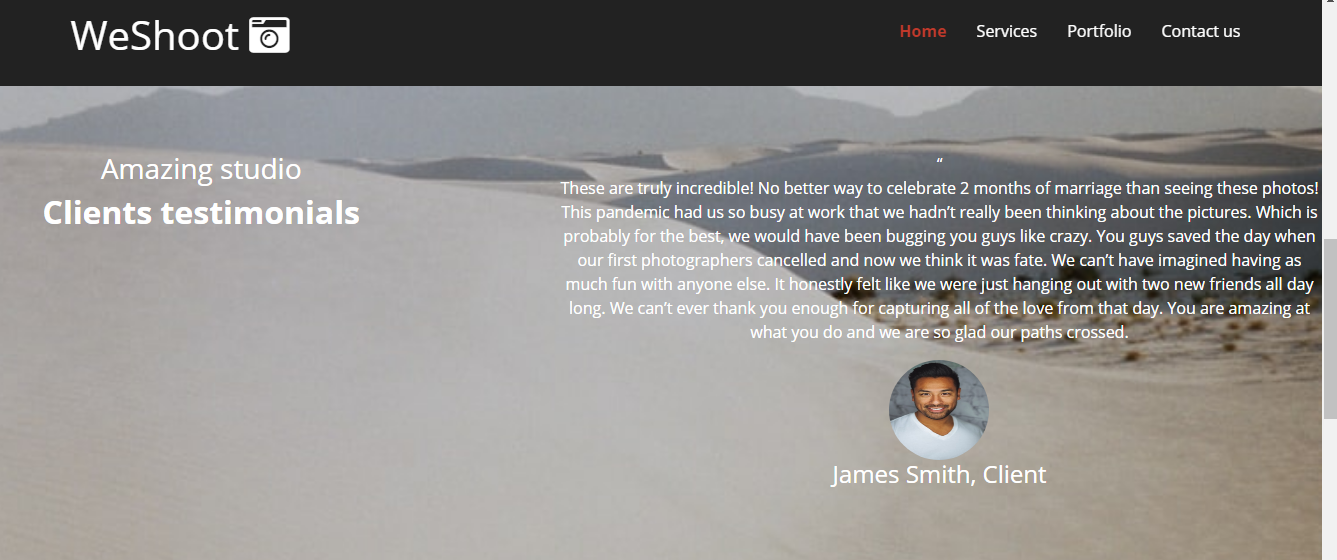 WeShoot
Home
Services
Portfolio
Contact us
Amazing studio
Clients testimonials
“
These are truly incredible! No better way to celebrate 2 months of marriage than seeing these photos!
This pandemic had us so busy at work that we hadn’t really been thinking about the pictures. Which is
probably for the best, we would have been bugging you guys like crazy. You guys saved the day when
our first photographers cancelled and now we think it was fate. We can’t have imagined having as
much fun with anyone else. It honestly felt like we were just hanging out with two new friends all day
long. We can’t ever thank you enough for capturing all of the love from that day. You are amazing at
what you do and we are so glad our paths crossed.
James Smith, Client